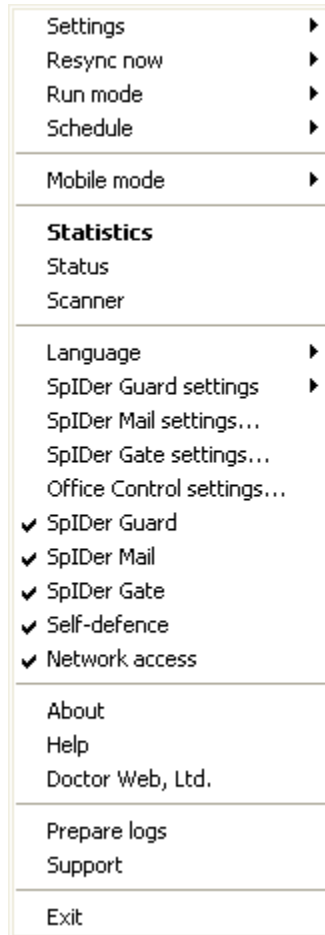 Settings
Resync now
Run mode
Schedule
Mobile mode
Statistics
Status
Scanner
Language
SpIDer Guard settings
SpIDer Mail settings...
SpIDer Gate settings...
Office Control settings...
SpIDer Guard
SpIDer Mail
SpIDer Gate
Self-defence
Network access
About
Help
Doctor Web, Ltd.
Prepare logs
Support
Exit